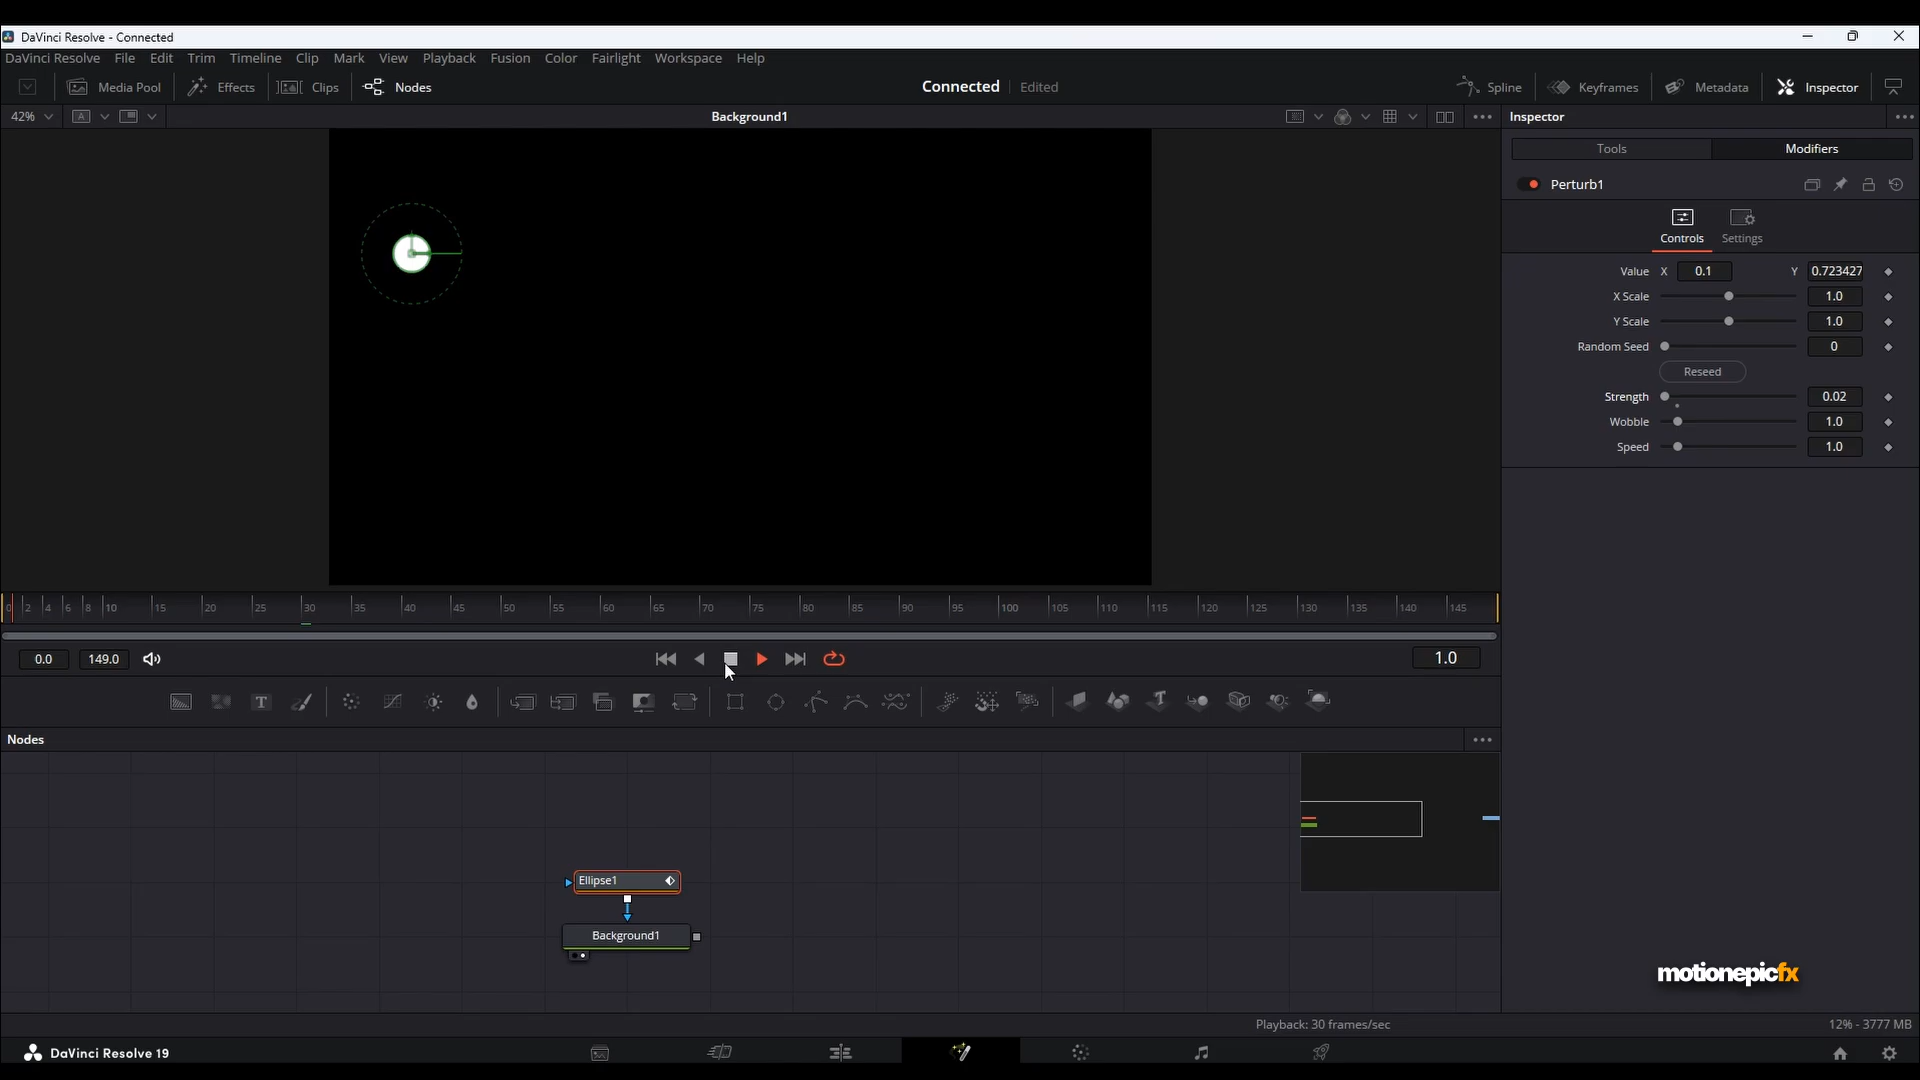 DaVinci Resolve - Connected
DaVinci Resolve File Edit Trim Timeline Clip Mark View Playback Fusion Color Fairlight Workspace Help
Media Pool Effects Clips Nodes Connected Edited Spline Keyframes Metadata Inspector
42% A Background1 Inspector
Tools Modifiers
Perturb1
Controls Settings
Value X 0.1 Y 0.723427
X Scale 1.0
Y Scale 1.0
Random Seed 0
Reseed
Strength 0.02
Wobble 1.0
Speed 1.0
0 2 4 6 8 10 15 20 25 30 35 40 45 50 55 60 65 70 75 80 85 90 95 100 105 110 115 120 125 130 135 140 145
0.0 149.0 1.0
T T
Nodes
Ellipse1
Background1
motionepicfx
Playback: 30 frames/sec 12% - 3777 MB
DaVinci Resolve 19